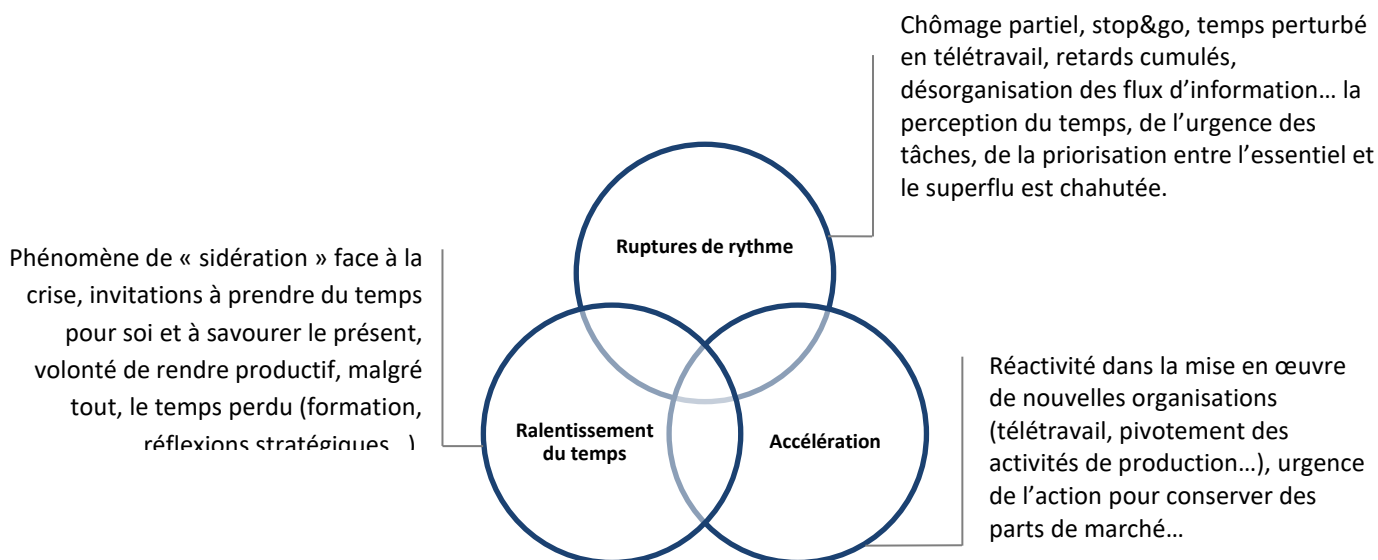 Chômage partiel, stop&go, temps perturbé
en télétravail, retards cumulés,
désorganisation des flux d’information… la
perception du temps, de l’urgence des
tâches, de la priorisation entre l’essentiel et
le superflu est chahutée.
Ruptures de rythme
Phénomène de « sidération » face à la
crise, invitations à prendre du temps
pour soi et à savourer le présent,
volonté de rendre productif, malgré
tout, le temps perdu (formation,
réflexions stratégiques…)
Ralentissement
du temps
Accélération
Réactivité dans la mise en œuvre
de nouvelles organisations
(télétravail, pivotement des
activités de production…), urgence
de l’action pour conserver des
parts de marché…